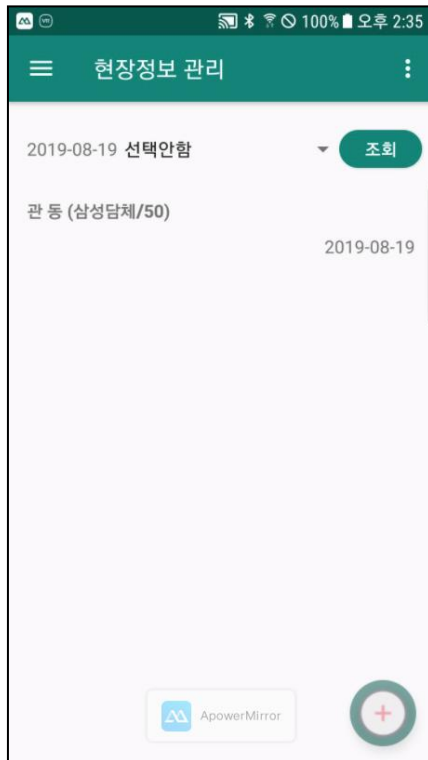 100% 오후 2:35
현장정보 관리
2019-08-19 선택안함 조회
관 동 (삼성담체/50)
2019-08-19
ApowerMirror